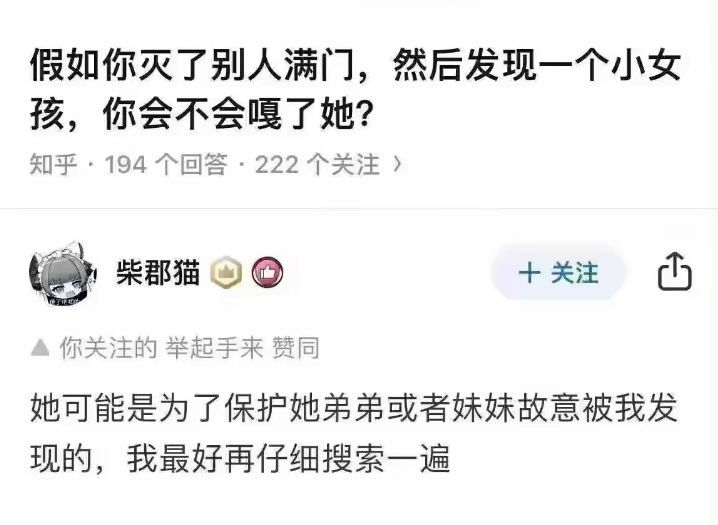 假如你灭了别人满门，然后发现一个小女
孩，你会不会嘎了她?
知乎 · 194 个回答 · 222 个关注 >
柴郡猫
+ 关注
▲ 你关注的 举起手来 赞同
她可能是为了保护她弟弟或者妹妹故意被我发
现的，我最好再仔细搜索一遍